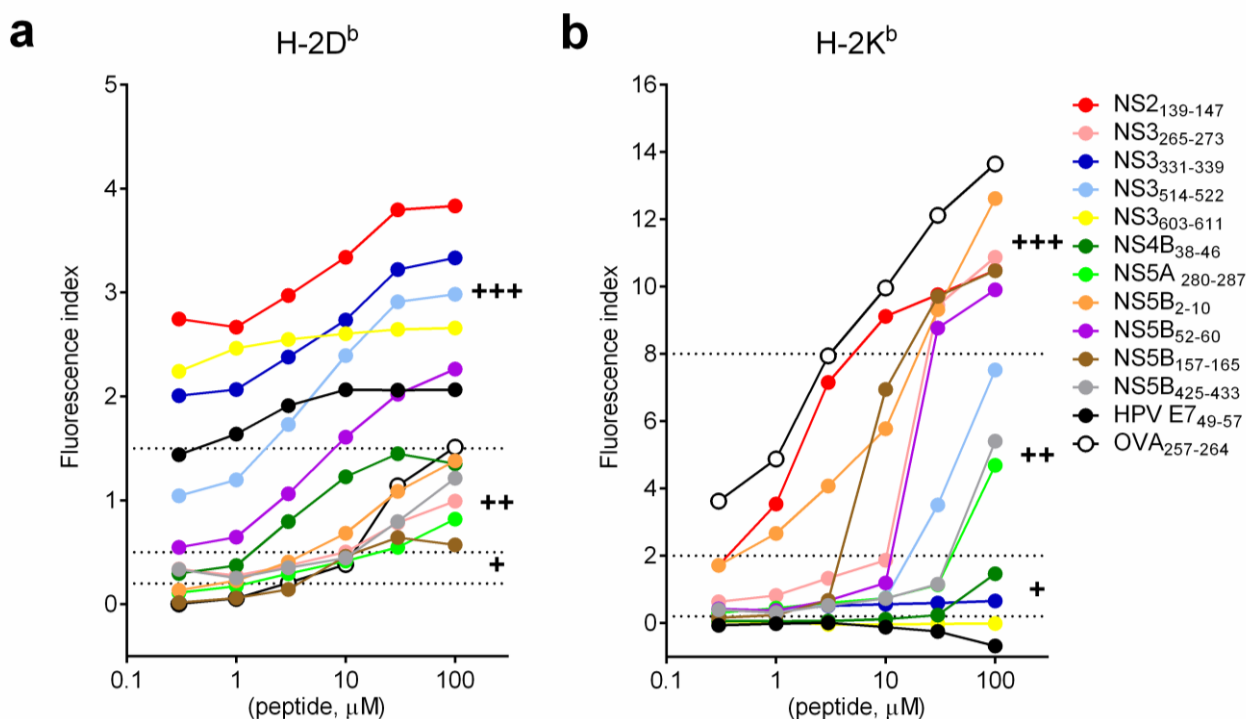 a
H-2Dᵇ
5
4
3
2
1
0
Fluorescence index
+++
++
+
0.1
1
10
100
(peptide, μM)
b
H-2Kᵇ
16
14
12
10
8
6
4
2
0
Fluorescence index
+++
++
+
0.1
1
10
100
(peptide, μM)
NS2₁₃₉₋₁₄₇
NS3₂₆₅₋₂₇₃
NS3₃₃₁₋₃₃₉
NS3₅₁₄₋₅₂₂
NS3₆₀₃₋₆₁₁
NS4B₃₈₋₄₆
NS5A ₂₈₀₋₂₈₇
NS5B₂₋₁₀
NS5B₅₂₋₆₀
NS5B₁₅₇₋₁₆₅
NS5B₄₂₅₋₄₃₃
HPV E7₄₉₋₅₇
OVA₂₅₇₋₂₆₄